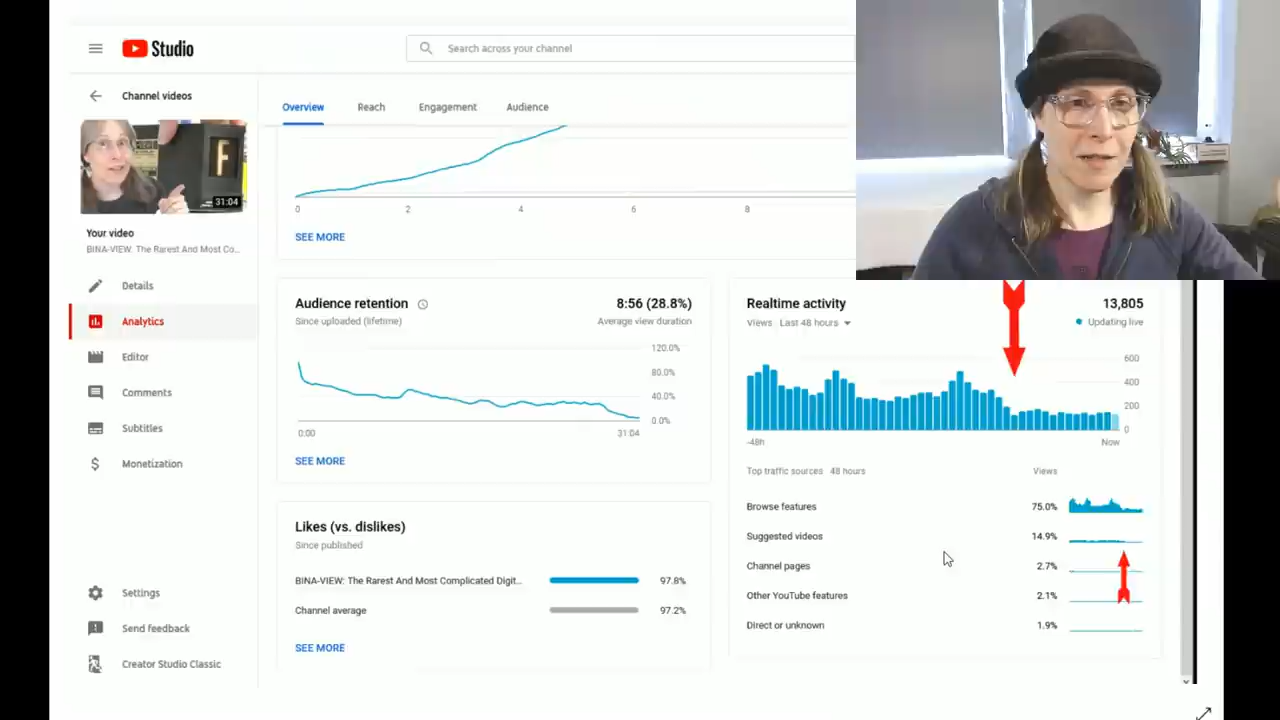 Studio
Search across your channel
Channel videos
Overview
Reach
Engagement
Audience
F
31:04
0
2
4
6
8
SEE MORE
Your video
BINA-VIEW: The Rarest And Most Co...
Details
Analytics
Editor
Comments
Subtitles
Monetization
Settings
Send feedback
Creator Studio Classic
Audience retention
8:56 (28.8%)
Since uploaded (lifetime)
Average view duration
120.0%
80.0%
40.0%
0.0%
0:00
31:04
SEE MORE
Likes (vs. dislikes)
Since published
BINA-VIEW: The Rarest And Most Complicated Digit...
97.8%
Channel average
97.2%
SEE MORE
Realtime activity
13,805
Views Last 48 hours
Updating live
600
400
200
0
-48h
Now
Top traffic sources 48 hours
Views
Browse features
75.0%
Suggested videos
14.9%
Channel pages
2.7%
Other YouTube features
2.1%
Direct or unknown
1.9%